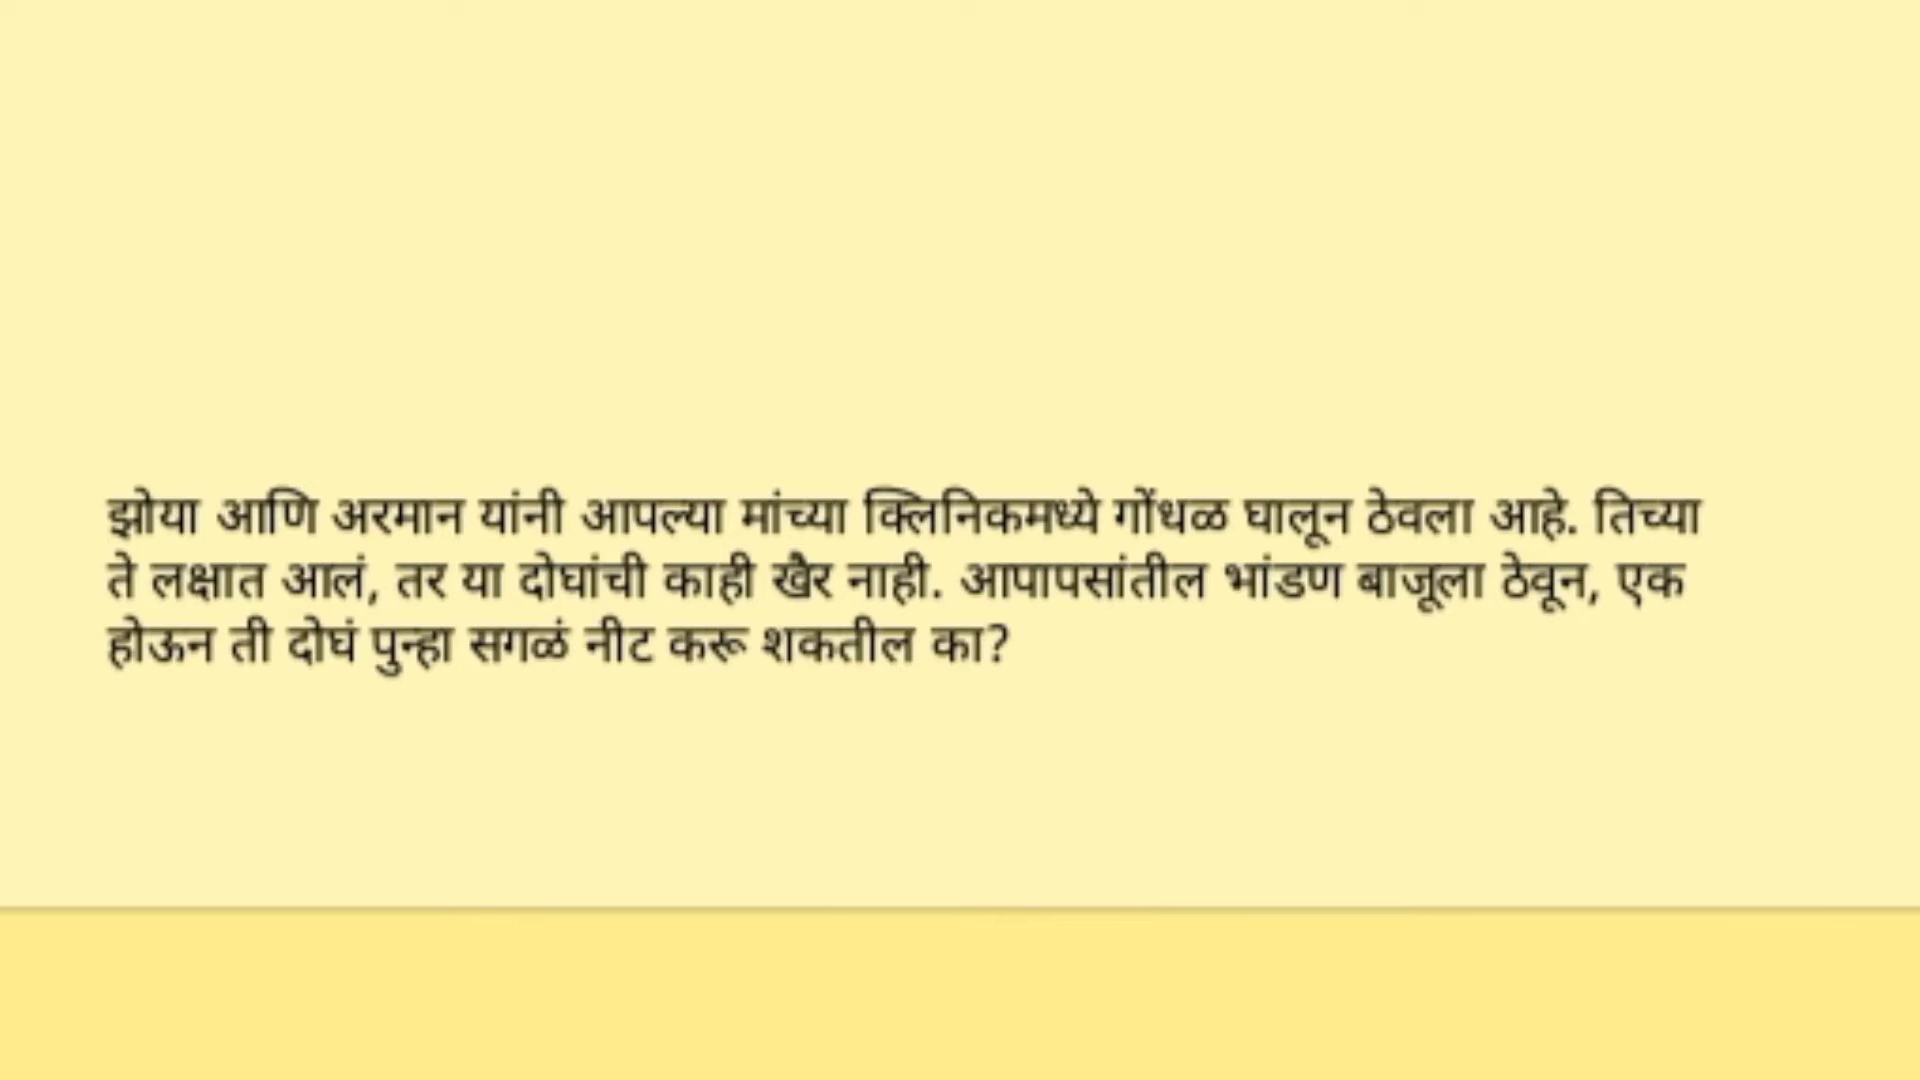 झोया आणि अरमान यांनी आपल्या मांच्या क्लिनिकमध्ये गोंधळ घालून ठेवला आहे. तिच्या
ते लक्षात आलं, तर या दोघांची काही खैर नाही. आपापसांतील भांडण बाजूला ठेवून, एक
होऊन ती दोघं पुन्हा सगळं नीट करू शकतील का?